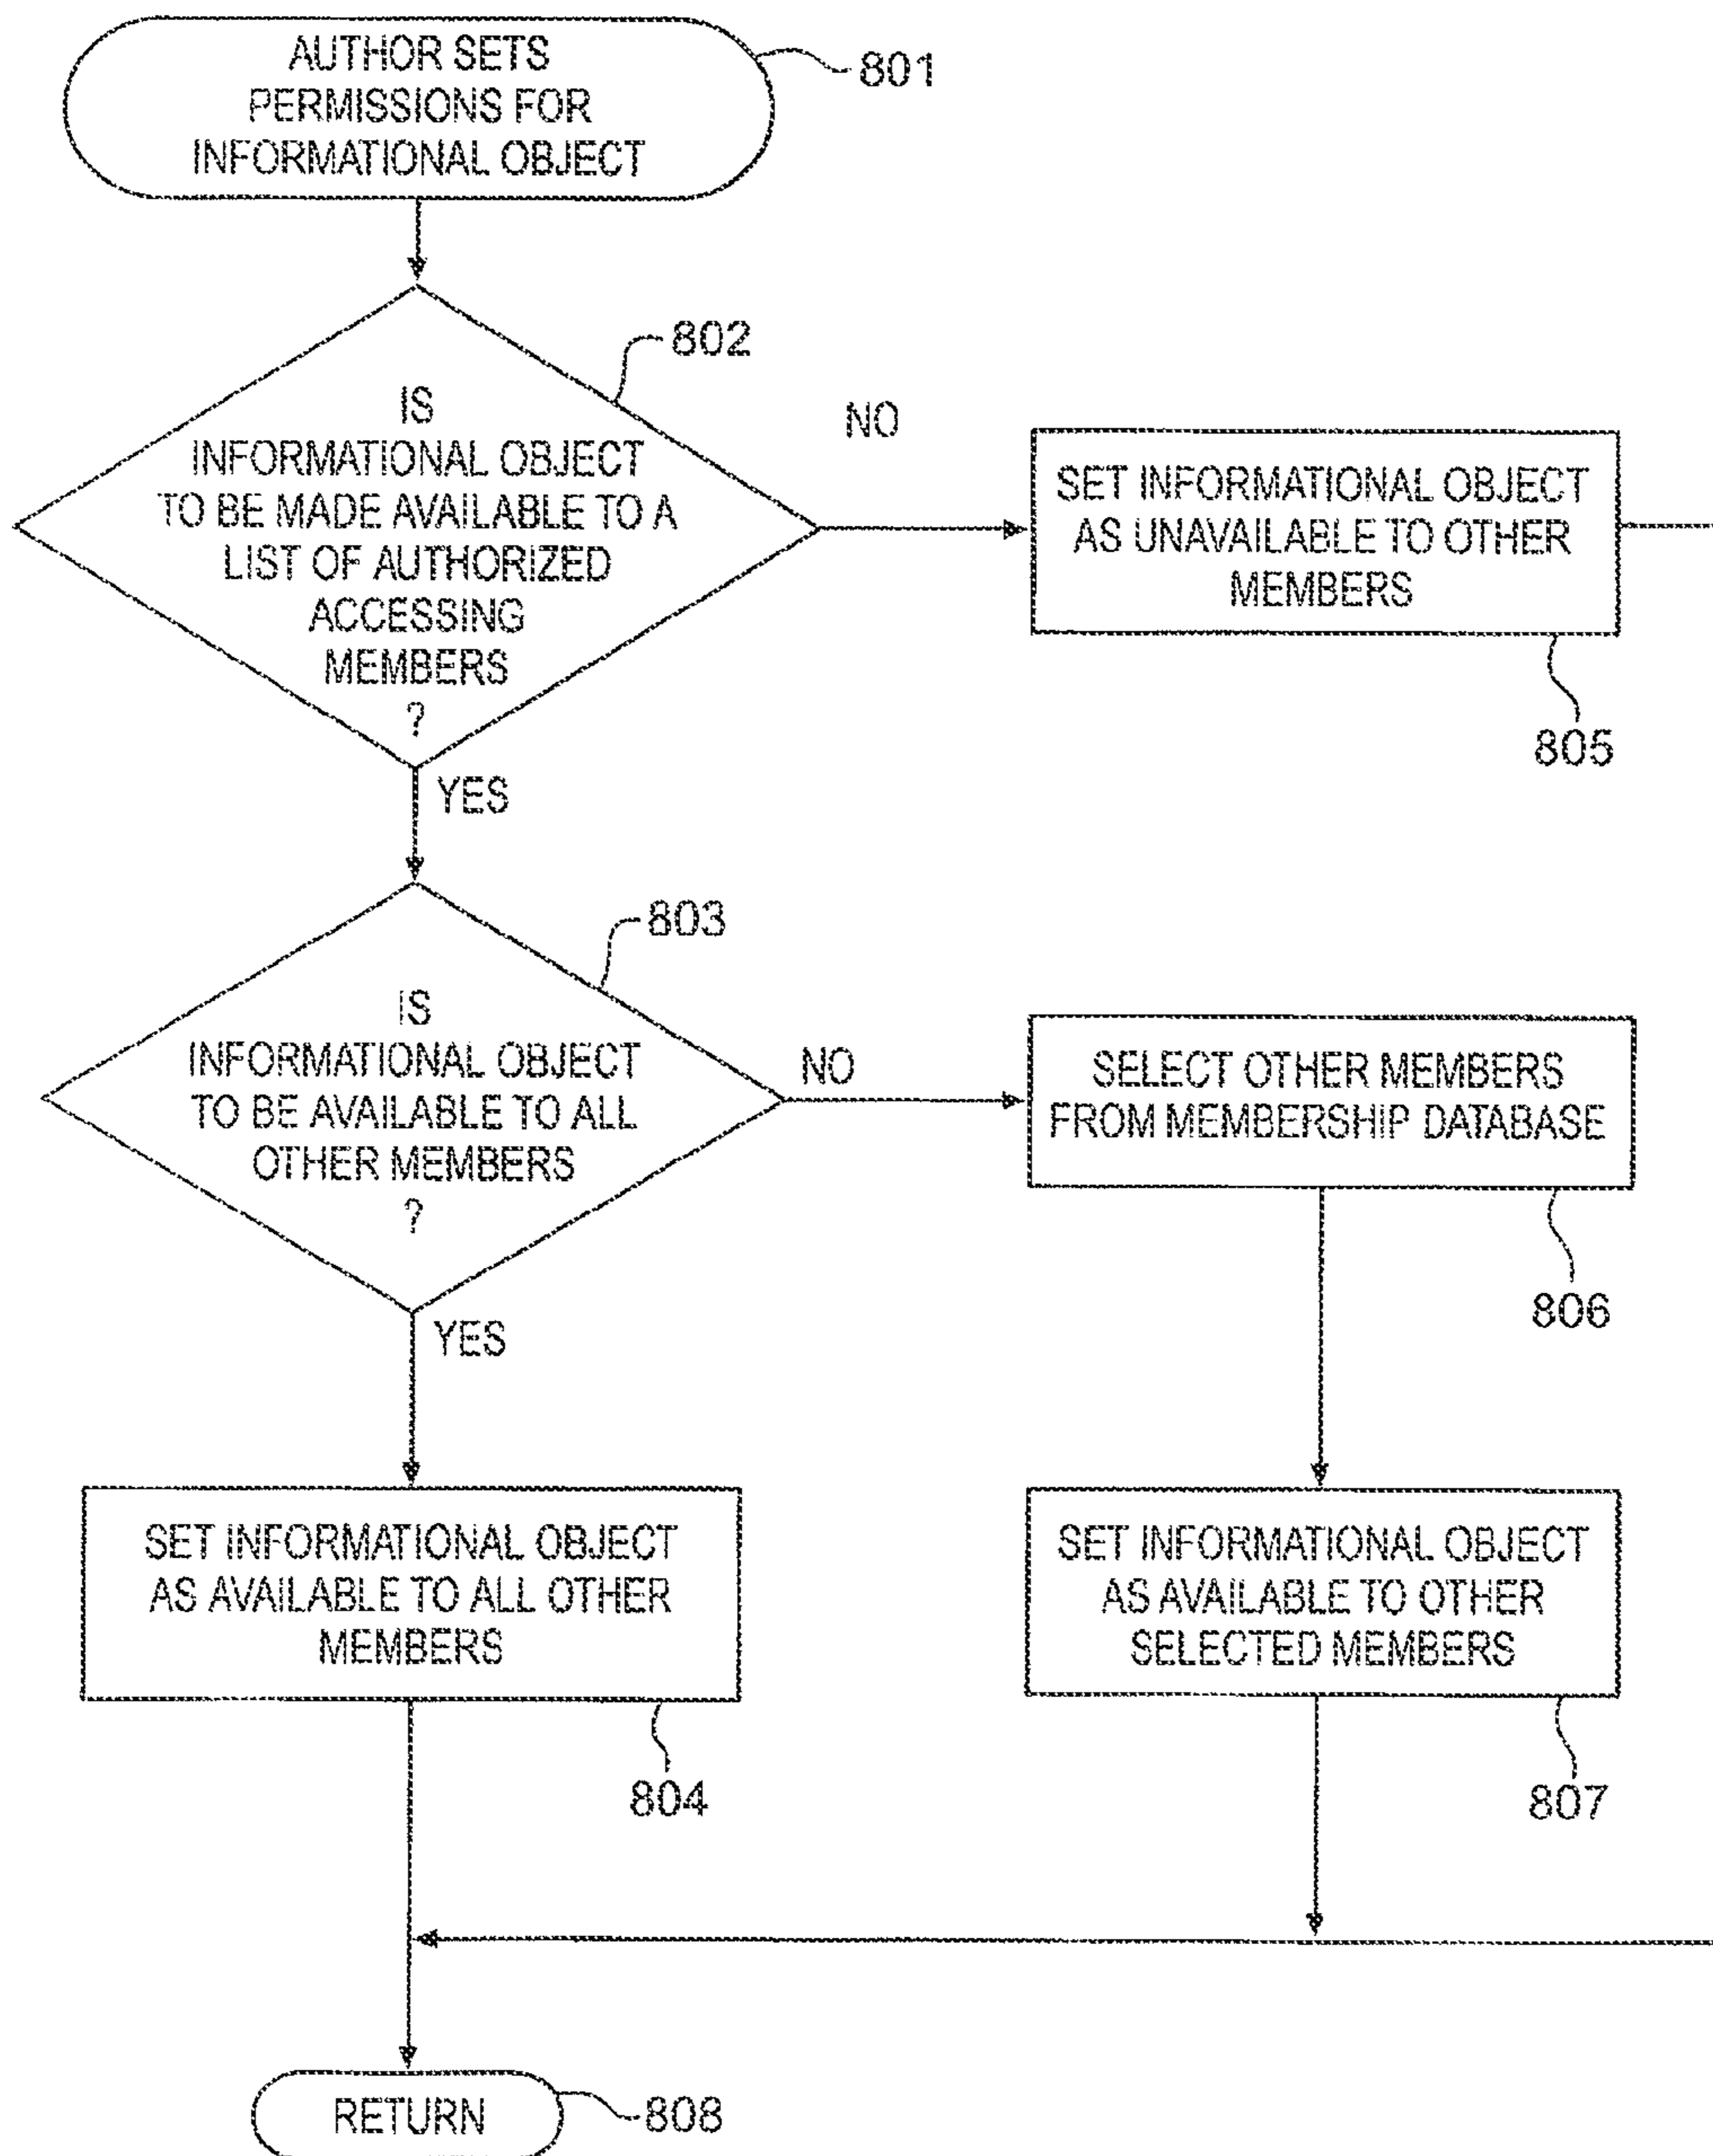 AUTHOR SETS
PERMISSIONS FOR
INFORMATIONAL OBJECT
801
802
IS
INFORMATIONAL OBJECT
TO BE MADE AVAILABLE TO A
LIST OF AUTHORIZED
ACCESSING
MEMBERS
?
NO
SET INFORMATIONAL OBJECT
AS UNAVAILABLE TO OTHER
MEMBERS
805
YES
803
IS
INFORMATIONAL OBJECT
TO BE AVAILABLE TO ALL
OTHER MEMBERS
?
NO
SELECT OTHER MEMBERS
FROM MEMBERSHIP DATABASE
806
YES
SET INFORMATIONAL OBJECT
AS AVAILABLE TO ALL OTHER
MEMBERS
804
SET INFORMATIONAL OBJECT
AS AVAILABLE TO OTHER
SELECTED MEMBERS
807
RETURN
808